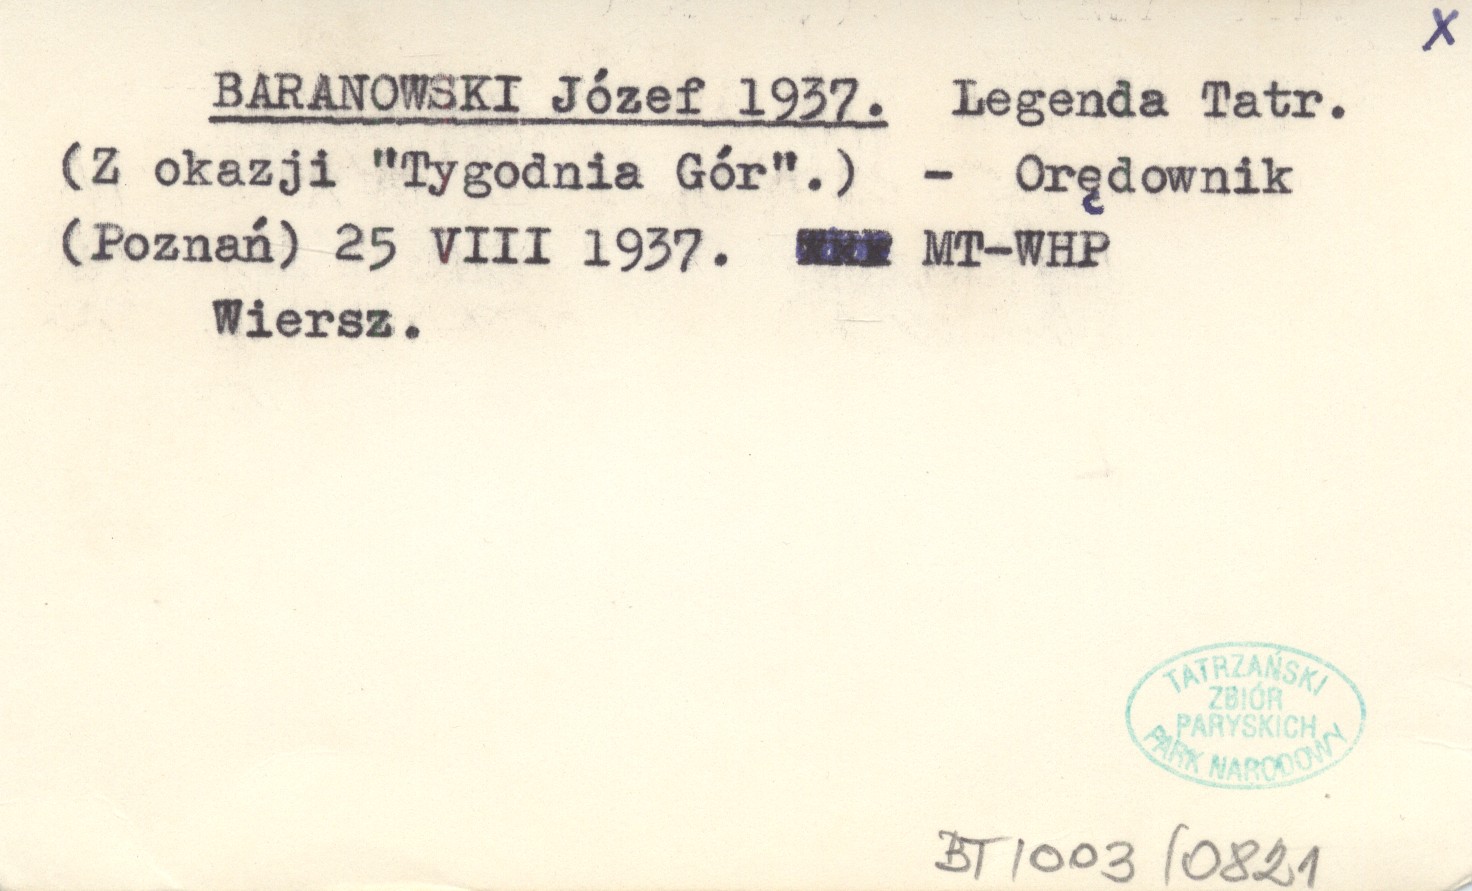 X
BARANOWSKI Józef 1937. Legenda Tatr.
(Z okazji "Tygodnia Gór".) - Orędownik
(Poznań) 25 VIII 1937. MT-WHP
Wiersz.
TATRZAŃSKI
ZBIÓR
PARYSKICH
PARK NARODOWY
BT/003/0821